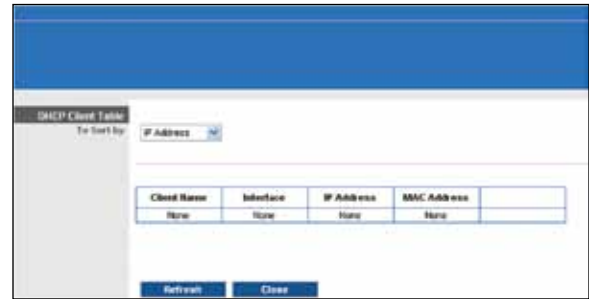 DHCP Client Table
To Sort by
IP Address
Client Name Interface IP Address MAC Address
None None None None
Refresh Close